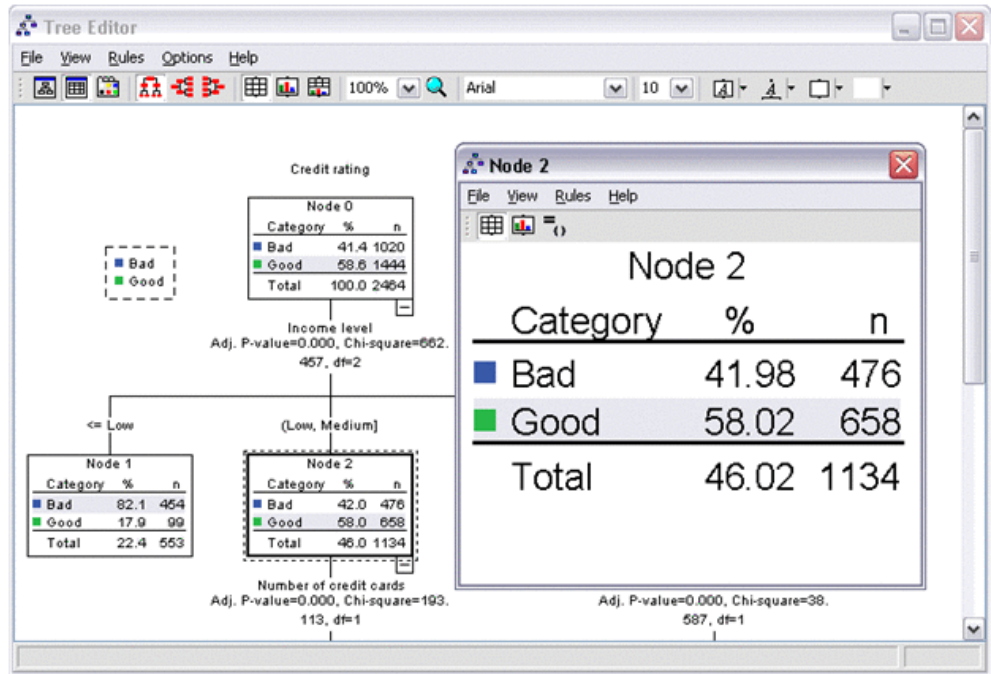 Tree Editor
File View Rules Options Help
100% Arial 10 A A
Credit rating
Node 0
Category % n
Bad 41.4 1020
Good 58.6 1444
Total 100.0 2464
Bad
Good
Income level
Adj. P-value=0.000, Chi-square=662.
457, df=2
<= Low
(Low, Medium]
Node 1
Category % n
Bad 82.1 454
Good 17.9 99
Total 22.4 553
Node 2
Category % n
Bad 42.0 476
Good 58.0 658
Total 46.0 1134
Number of credit cards
Adj. P-value=0.000, Chi-square=193.
113, df=1
Node 2
File View Rules Help
Node 2
Category % n
Bad 41.98 476
Good 58.02 658
Total 46.02 1134
Adj. P-value=0.000, Chi-square=38.
587, df=1